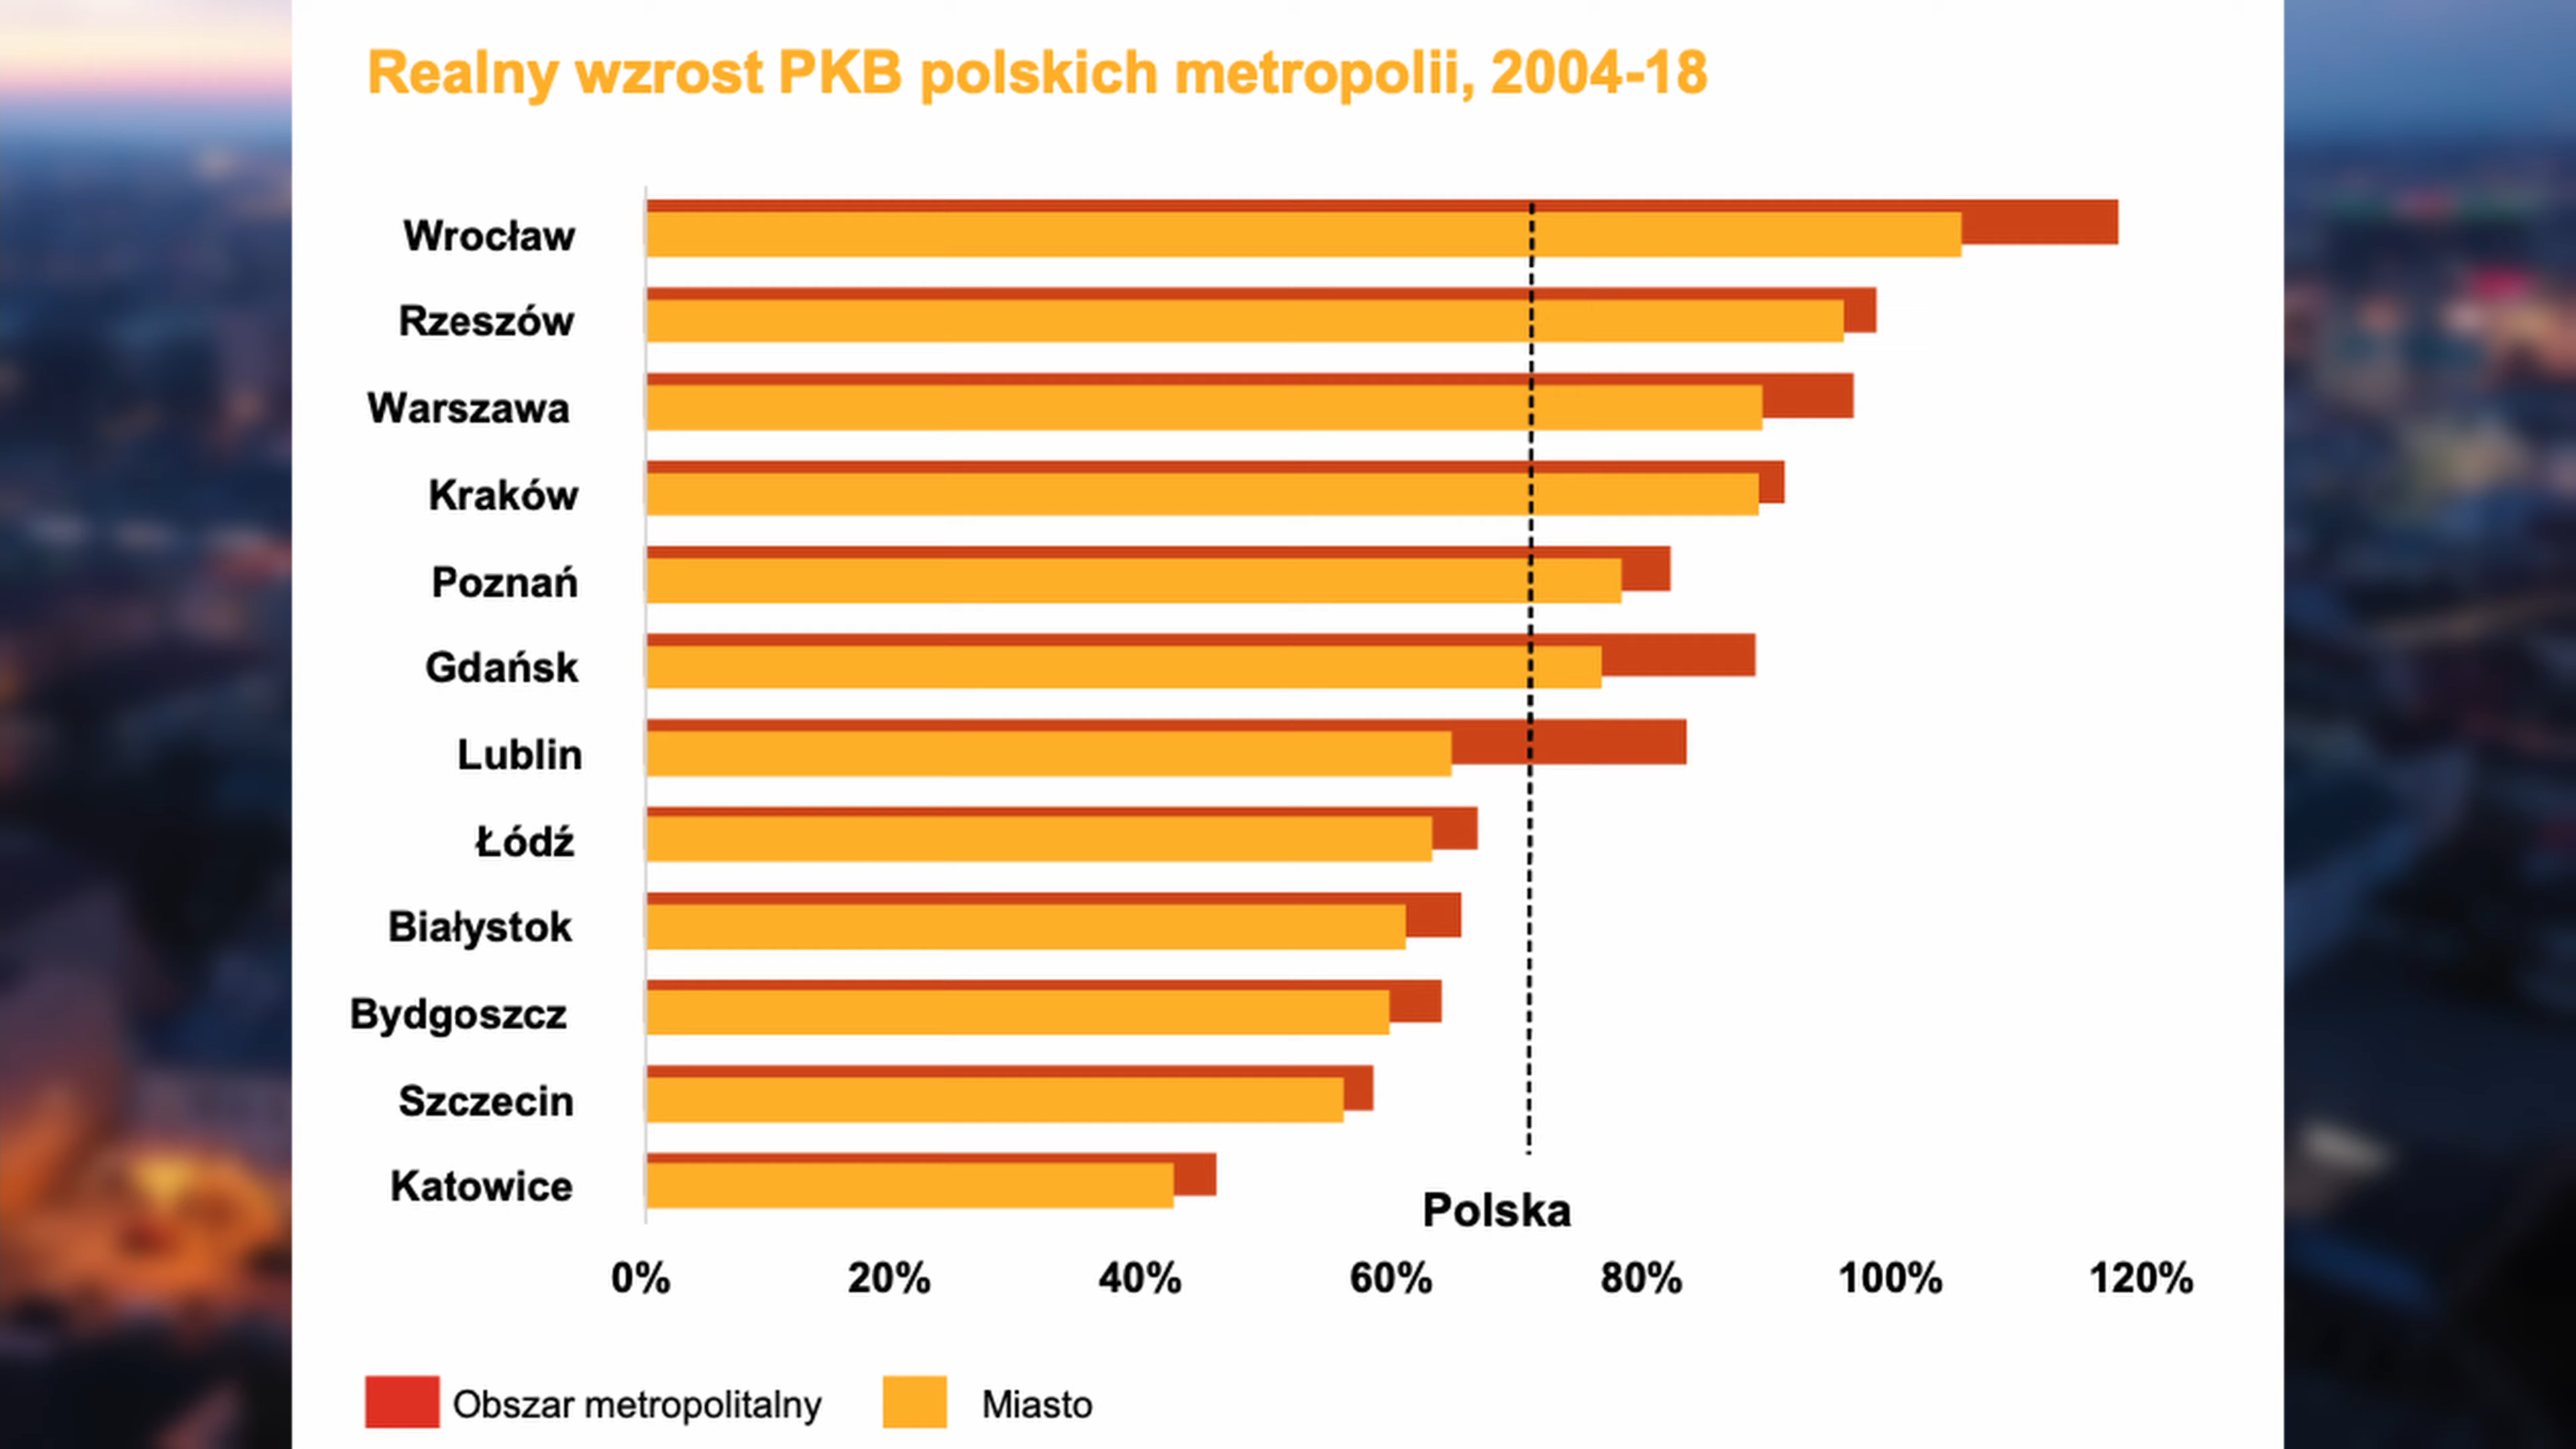 Realny wzrost PKB polskich metropolii, 2004-18
Wrocław
Rzeszów
Warszawa
Kraków
Poznań
Gdańsk
Lublin
Łódź
Białystok
Bydgoszcz
Szczecin
Katowice
Polska
0% 20% 40% 60% 80% 100% 120%
Obszar metropolitalny Miasto